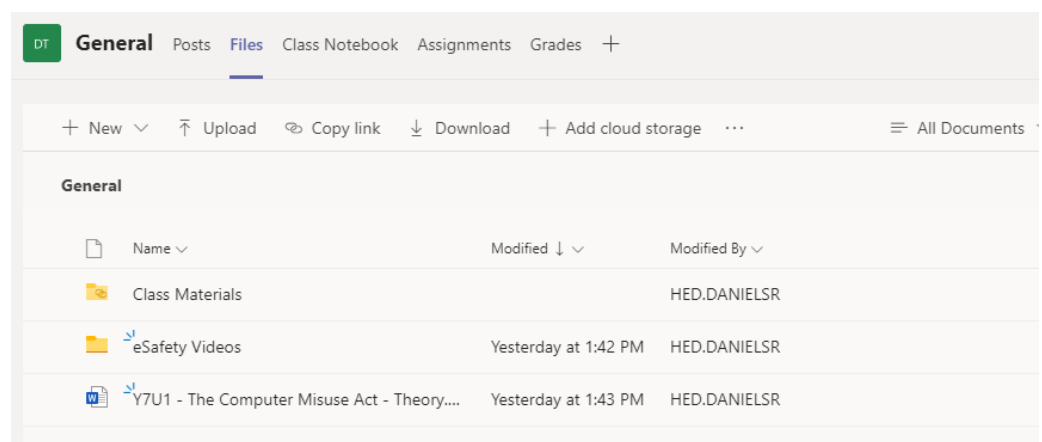 DT General Posts Files Class Notebook Assignments Grades
New Upload Copy link Download Add cloud storage ... All Documents
General
Name Modified ↓ Modified By
Class Materials HED.DANIELSR
eSafety Videos Yesterday at 1:42 PM HED.DANIELSR
Y7U1 - The Computer Misuse Act - Theory.... Yesterday at 1:43 PM HED.DANIELSR